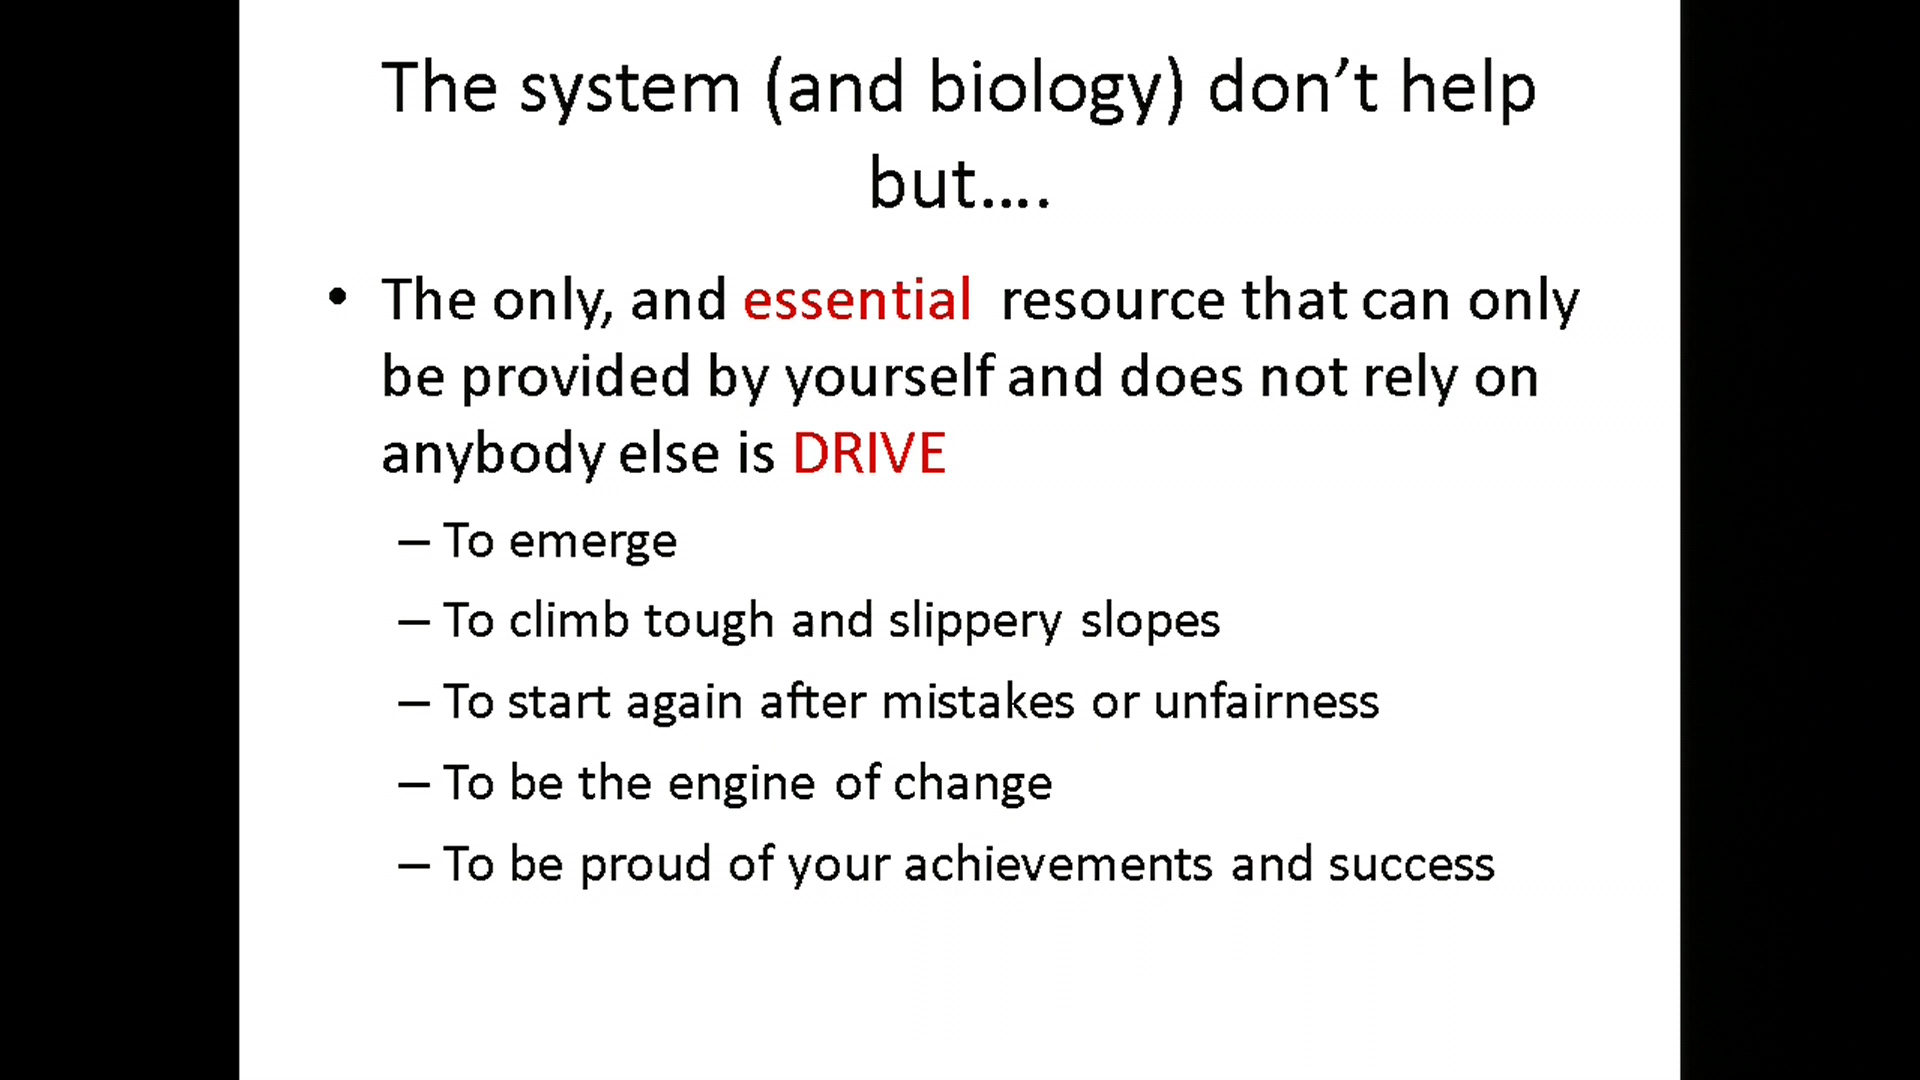 The system (and biology) don’t help
but....
• The only, and essential resource that can only
be provided by yourself and does not rely on
anybody else is DRIVE
– To emerge
– To climb tough and slippery slopes
– To start again after mistakes or unfairness
– To be the engine of change
– To be proud of your achievements and success